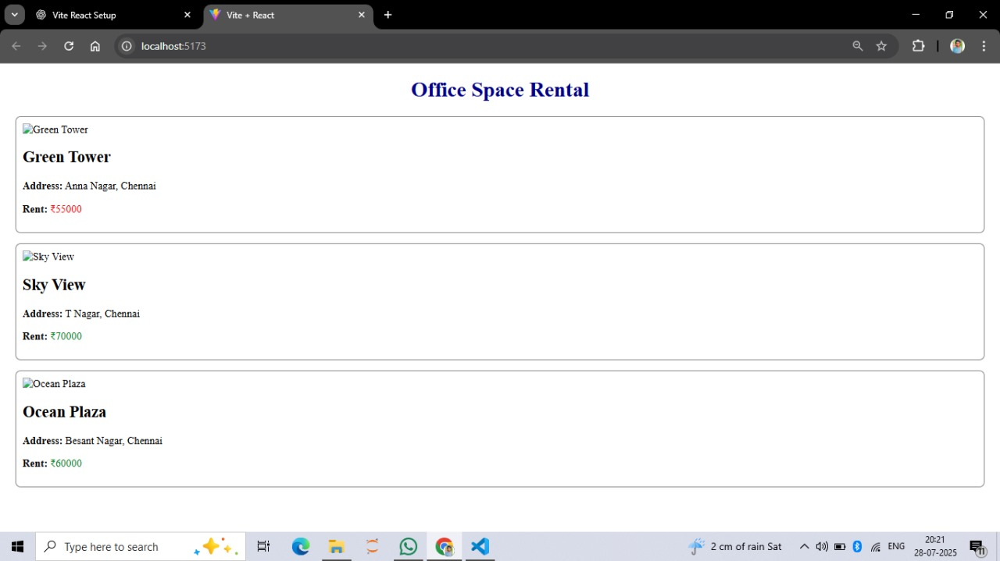 Vite React Setup
Vite + React
localhost:5173
Office Space Rental
Green Tower
Green Tower
Address: Anna Nagar, Chennai
Rent: ₹55000
Sky View
Sky View
Address: T Nagar, Chennai
Rent: ₹70000
Ocean Plaza
Ocean Plaza
Address: Besant Nagar, Chennai
Rent: ₹60000
Type here to search
2 cm of rain Sat
ENG
20:21
28-07-2025
11